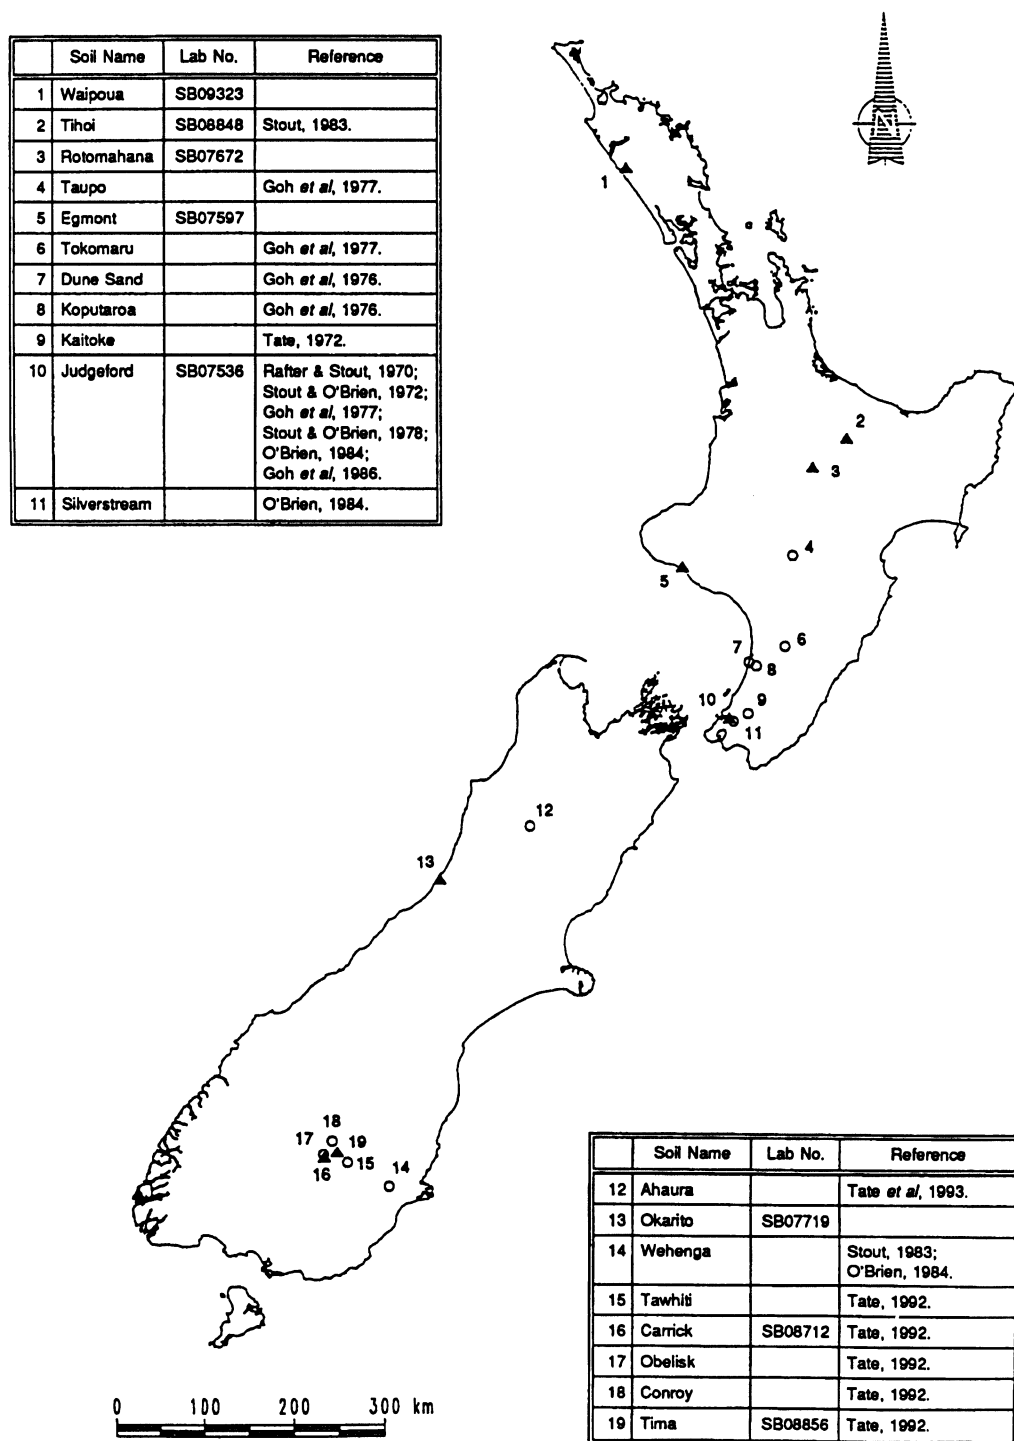 Soil Name Lab No. Reference
1 Waipoua SB09323
2 Tihoi SB08848 Stout, 1983.
3 Rotomahana SB07672
4 Taupo Goh et al, 1977.
5 Egmont SB07597
6 Tokomaru Goh et al, 1977.
7 Dune Sand Goh et al, 1976.
8 Koputaroa Goh et al, 1976.
9 Kaitoke Tate, 1972.
10 Judgeford SB07536 Rafter & Stout, 1970;
Stout & O'Brien, 1972;
Goh et al, 1977;
Stout & O'Brien, 1978;
O'Brien, 1984;
Goh et al, 1986.
11 Silverstream O'Brien, 1984.
N
1
2
3
4
5
6
7
8
10
9
11
12
13
18
17
19
16
15
14
Soil Name Lab No. Reference
12 Ahaura Tate et al, 1993.
13 Okarito SB07719
14 Wehenga Stout, 1983;
O'Brien, 1984.
15 Tawhiti Tate, 1992.
16 Carrick SB08712 Tate, 1992.
17 Obelisk Tate, 1992.
18 Conroy Tate, 1992.
19 Tima SB08856 Tate, 1992.
0 100 200 300 km